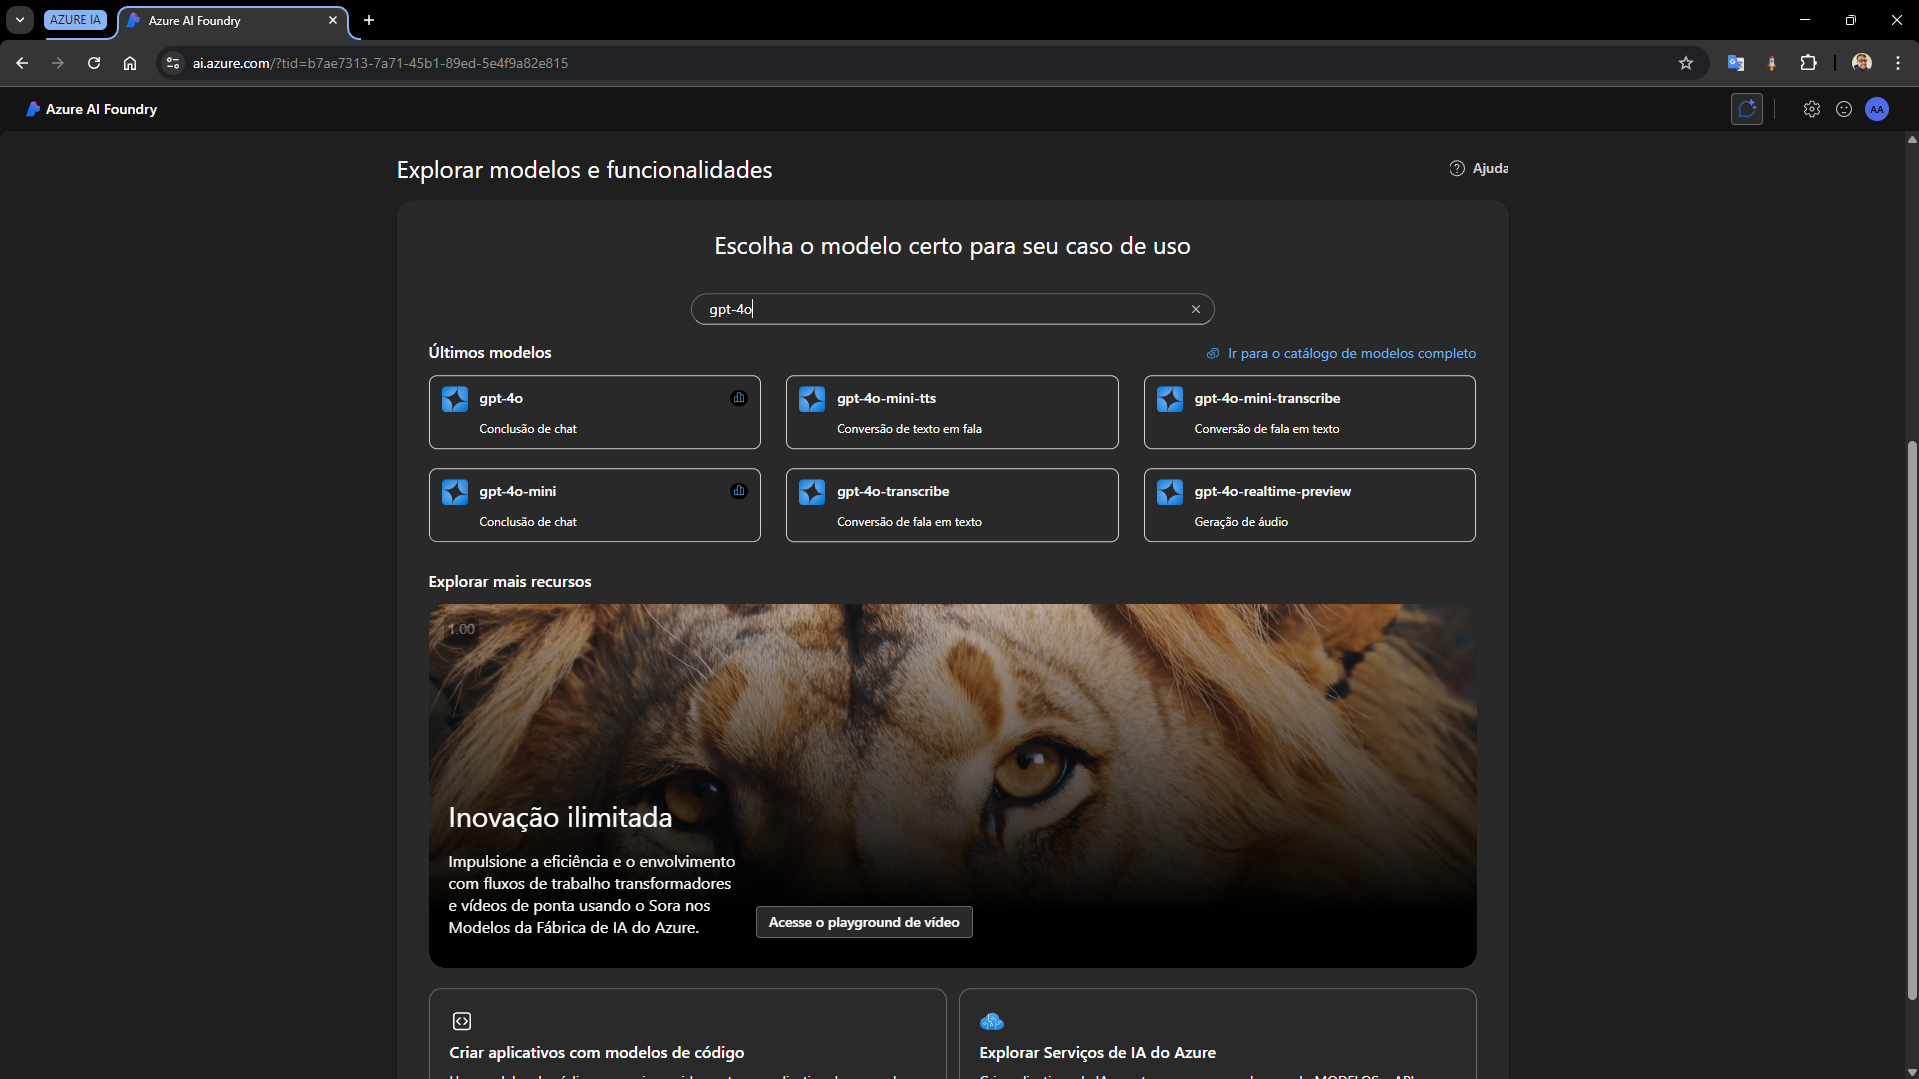 AZURE IA
Azure AI Foundry
ai.azure.com/?tid=b7ae7313-7a71-45b1-89ed-5e4f9a82e815
Azure AI Foundry
AA
Explorar modelos e funcionalidades
Ajuda
Escolha o modelo certo para seu caso de uso
gpt-4o
Últimos modelos
Ir para o catálogo de modelos completo
gpt-4o
Conclusão de chat
gpt-4o-mini-tts
Conversão de texto em fala
gpt-4o-mini-transcribe
Conversão de fala em texto
gpt-4o-mini
Conclusão de chat
gpt-4o-transcribe
Conversão de fala em texto
gpt-4o-realtime-preview
Geração de áudio
Explorar mais recursos
1.00
Inovação ilimitada
Impulsione a eficiência e o envolvimento
com fluxos de trabalho transformadores
e vídeos de ponta usando o Sora nos
Modelos da Fábrica de IA do Azure.
Acesse o playground de vídeo
Criar aplicativos com modelos de código
Explorar Serviços de IA do Azure